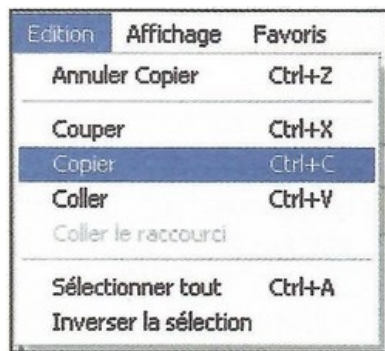 Edition Affichage Favoris
Annuler Copier Ctrl+Z
Couper Ctrl+X
Copier Ctrl+C
Coller Ctrl+V
Coller le raccourci
Sélectionner tout Ctrl+A
Inverser la sélection